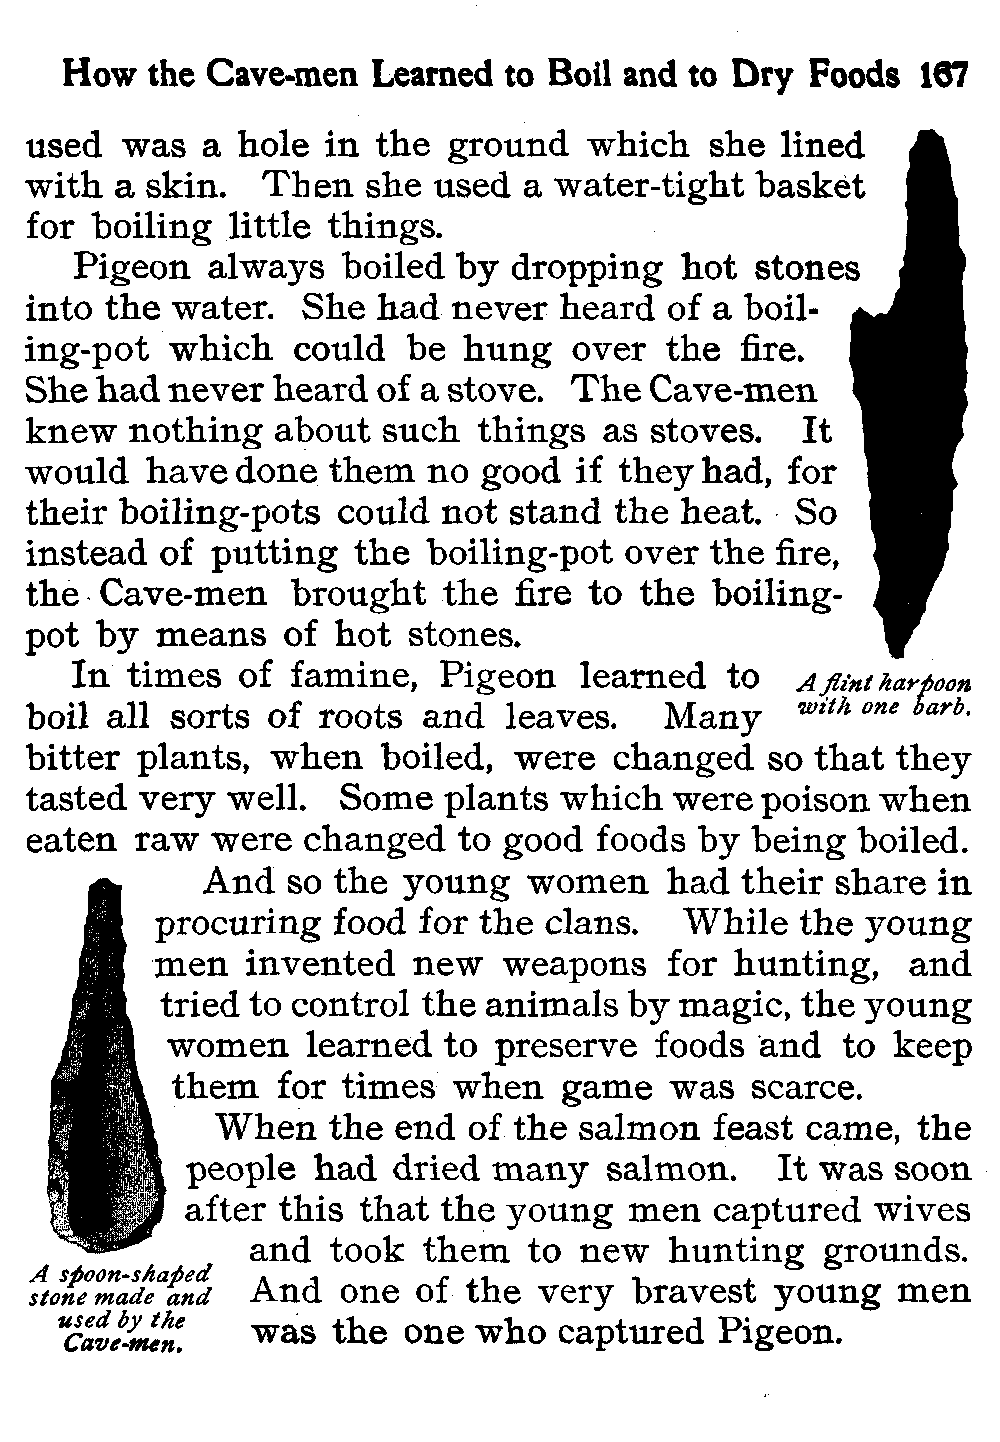 How the Cave-men Learned to Boil and to Dry Foods 167
used was a hole in the ground which she lined
with a skin. Then she used a water-tight basket
for boiling little things.
Pigeon always boiled by dropping hot stones
into the water. She had never heard of a boil-
ing-pot which could be hung over the fire.
She had never heard of a stove. The Cave-men
knew nothing about such things as stoves. It
would have done them no good if they had, for
their boiling-pots could not stand the heat. So
instead of putting the boiling-pot over the fire,
the Cave-men brought the fire to the boiling-
pot by means of hot stones.
In times of famine, Pigeon learned to
boil all sorts of roots and leaves. Many
A flint harpoon
with one barb.
bitter plants, when boiled, were changed so that they
tasted very well. Some plants which were poison when
eaten raw were changed to good foods by being boiled.
And so the young women had their share in
procuring food for the clans. While the young
men invented new weapons for hunting, and
tried to control the animals by magic, the young
women learned to preserve foods and to keep
them for times when game was scarce.
When the end of the salmon feast came, the
people had dried many salmon. It was soon
after this that the young men captured wives
and took them to new hunting grounds.
And one of the very bravest young men
was the one who captured Pigeon.
A spoon-shaped
stone made and
used by the
Cave-men.